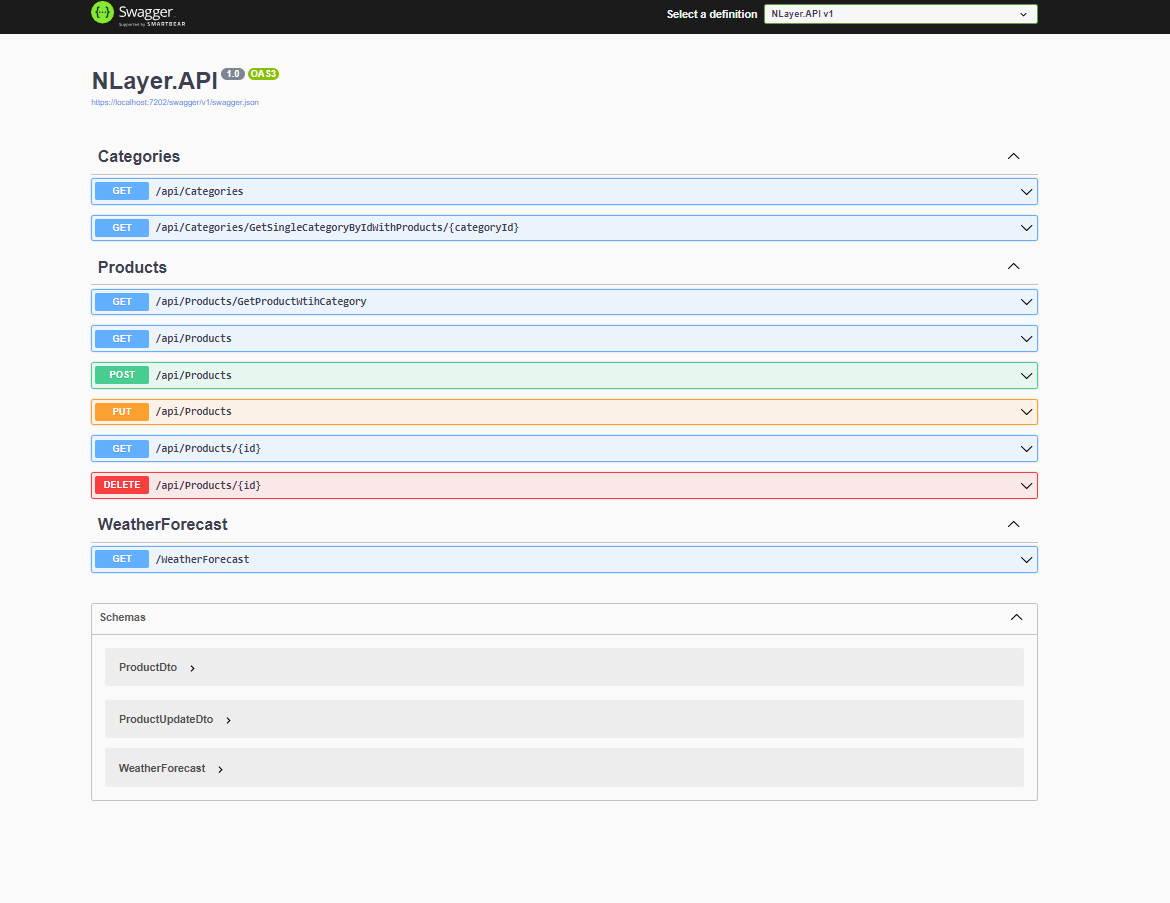 Swagger
Supported by SMARTBEAR
Select a definition
NLayer.API v1
NLayer.API 1.0 OAS3
https://localhost:7202/swagger/v1/swagger.json
Categories
GET /api/Categories
GET /api/Categories/GetSingleCategoryByIdWithProducts/{categoryId}
Products
GET /api/Products/GetProductWtihCategory
GET /api/Products
POST /api/Products
PUT /api/Products
GET /api/Products/{id}
DELETE /api/Products/{id}
WeatherForecast
GET /WeatherForecast
Schemas
ProductDto
ProductUpdateDto
WeatherForecast